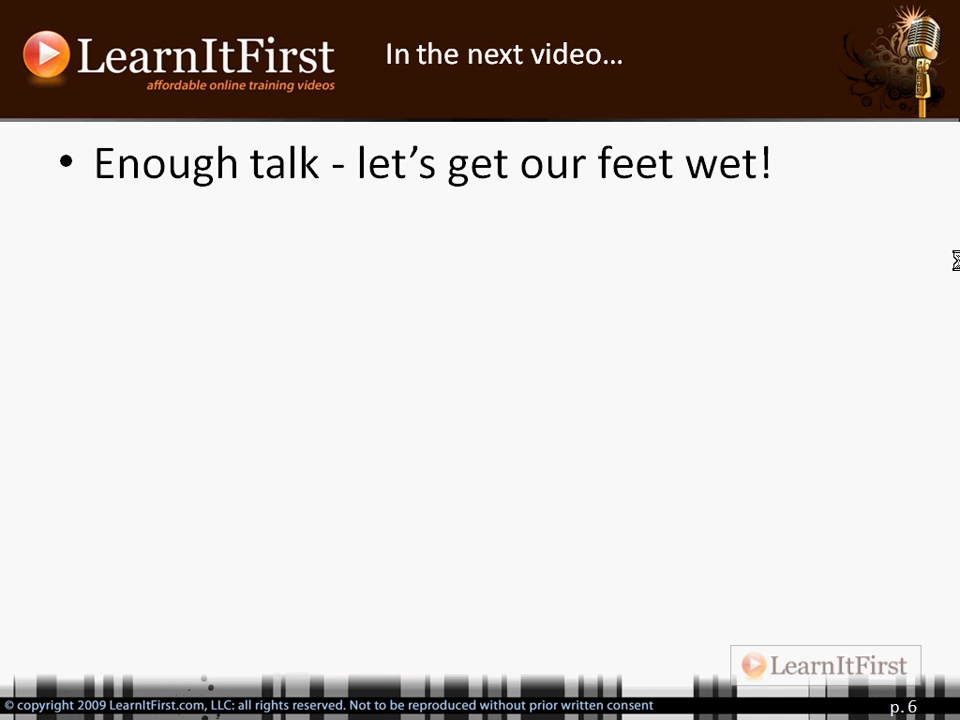 LearnItFirst
affordable online training videos
In the next video...
• Enough talk - let’s get our feet wet!
LearnItFirst
© copyright 2009 LearnItFirst.com, LLC: all rights reserved. Not to be reproduced without prior written consent
p. 6